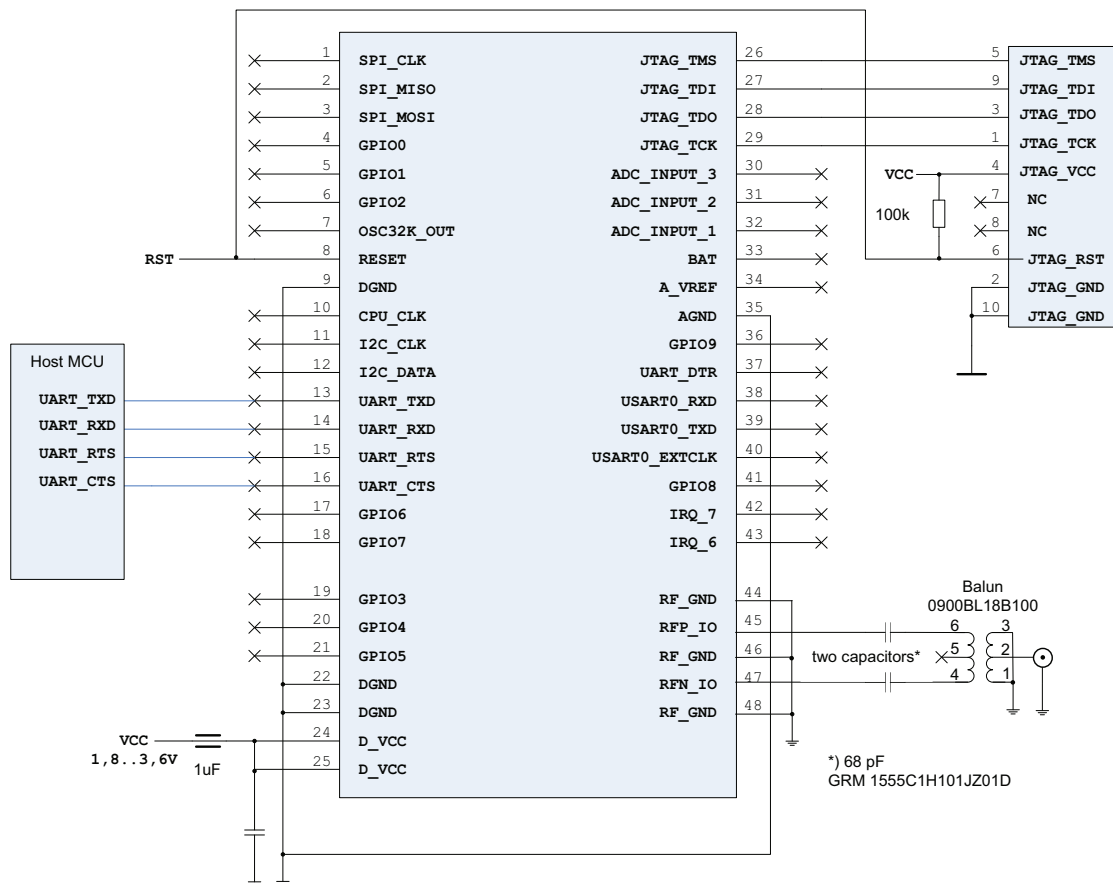 1 SPI_CLK
2 SPI_MISO
3 SPI_MOSI
4 GPIO0
5 GPIO1
6 GPIO2
7 OSC32K_OUT
RST 8 RESET
9 DGND
10 CPU_CLK
11 I2C_CLK
12 I2C_DATA
13 UART_TXD
14 UART_RXD
15 UART_RTS
16 UART_CTS
17 GPIO6
18 GPIO7
19 GPIO3
20 GPIO4
21 GPIO5
22 DGND
23 DGND
24 D_VCC
25 D_VCC
Host MCU
UART_TXD
UART_RXD
UART_RTS
UART_CTS
VCC
1,8..3,6V
1uF
JTAG_TMS 26
JTAG_TDI 27
JTAG_TDO 28
JTAG_TCK 29
ADC_INPUT_3 30
ADC_INPUT_2 31
ADC_INPUT_1 32
BAT 33
A_VREF 34
AGND 35
GPIO9 36
UART_DTR 37
USART0_RXD 38
USART0_TXD 39
USART0_EXTCLK 40
GPIO8 41
IRQ_7 42
IRQ_6 43
RF_GND 44
RFP_IO 45
RF_GND 46
RFN_IO 47
RF_GND 48
5 JTAG_TMS
9 JTAG_TDI
3 JTAG_TDO
1 JTAG_TCK
VCC 4 JTAG_VCC
7 NC
100k
8 NC
6 JTAG_RST
2 JTAG_GND
10 JTAG_GND
Balun
0900BL18B100
6 3
two capacitors* 5 2
4 1
*) 68 pF
GRM 1555C1H101JZ01D